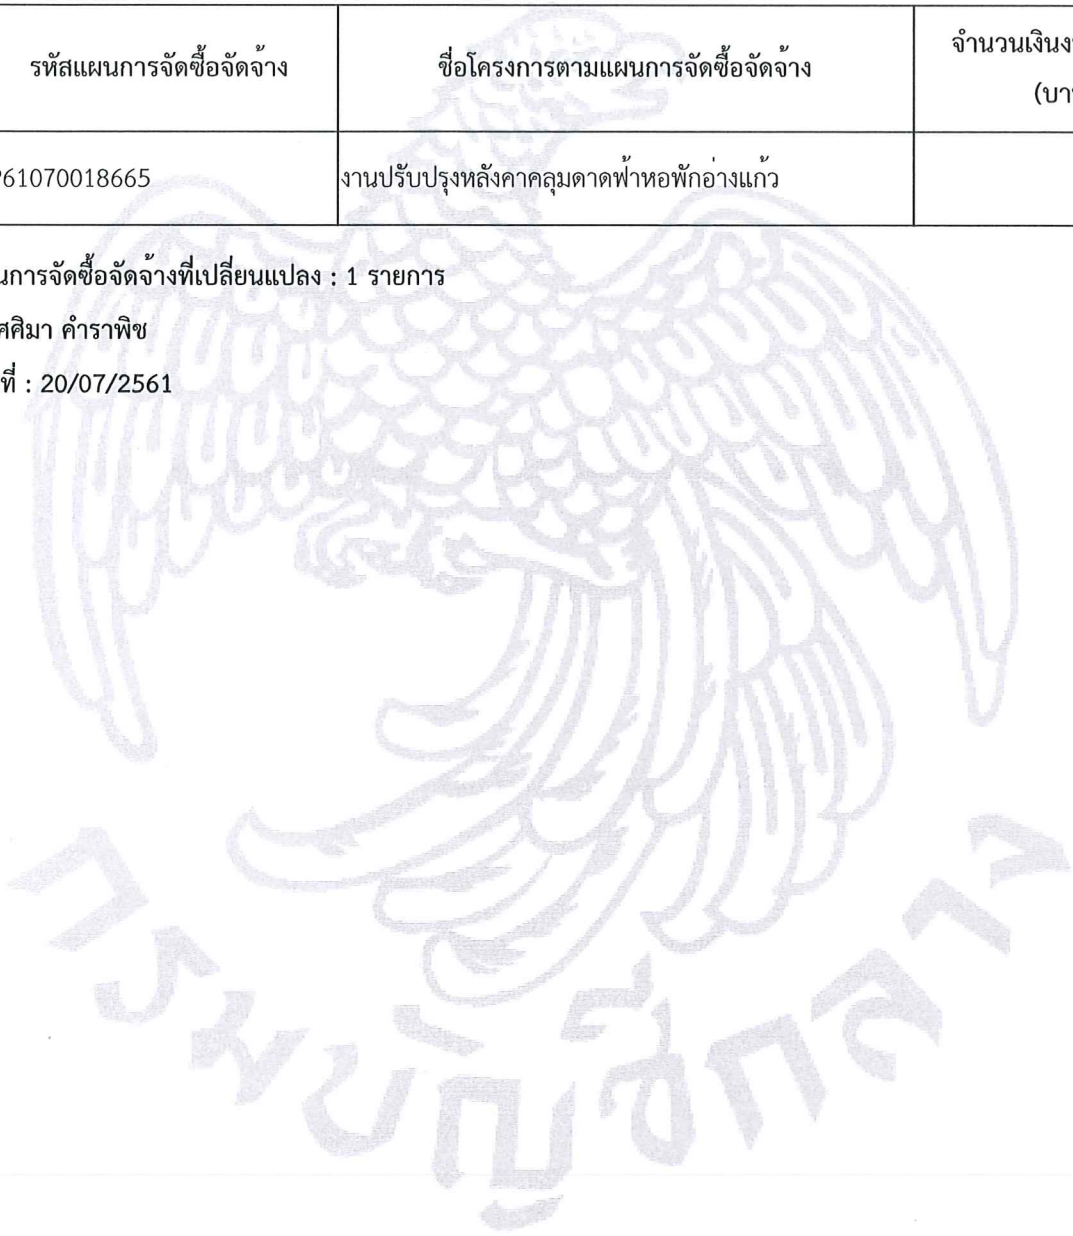 รหัสแผนการจัดซื้อจัดจ้าง
ชื่อโครงการตามแผนการจัดซื้อจัดจ้าง
จำนวนเงิน
(บา
61070018665
งานปรับปรุงหลังคาคลุมดาดฟ้าหอพักอ่างแก้ว
นการจัดซื้อจัดจ้างที่เปลี่ยนแปลง : 1 รายการ
ศศิมา คำราพิช
ที่ : 20/07/2561
กรมบัญชีกลาง